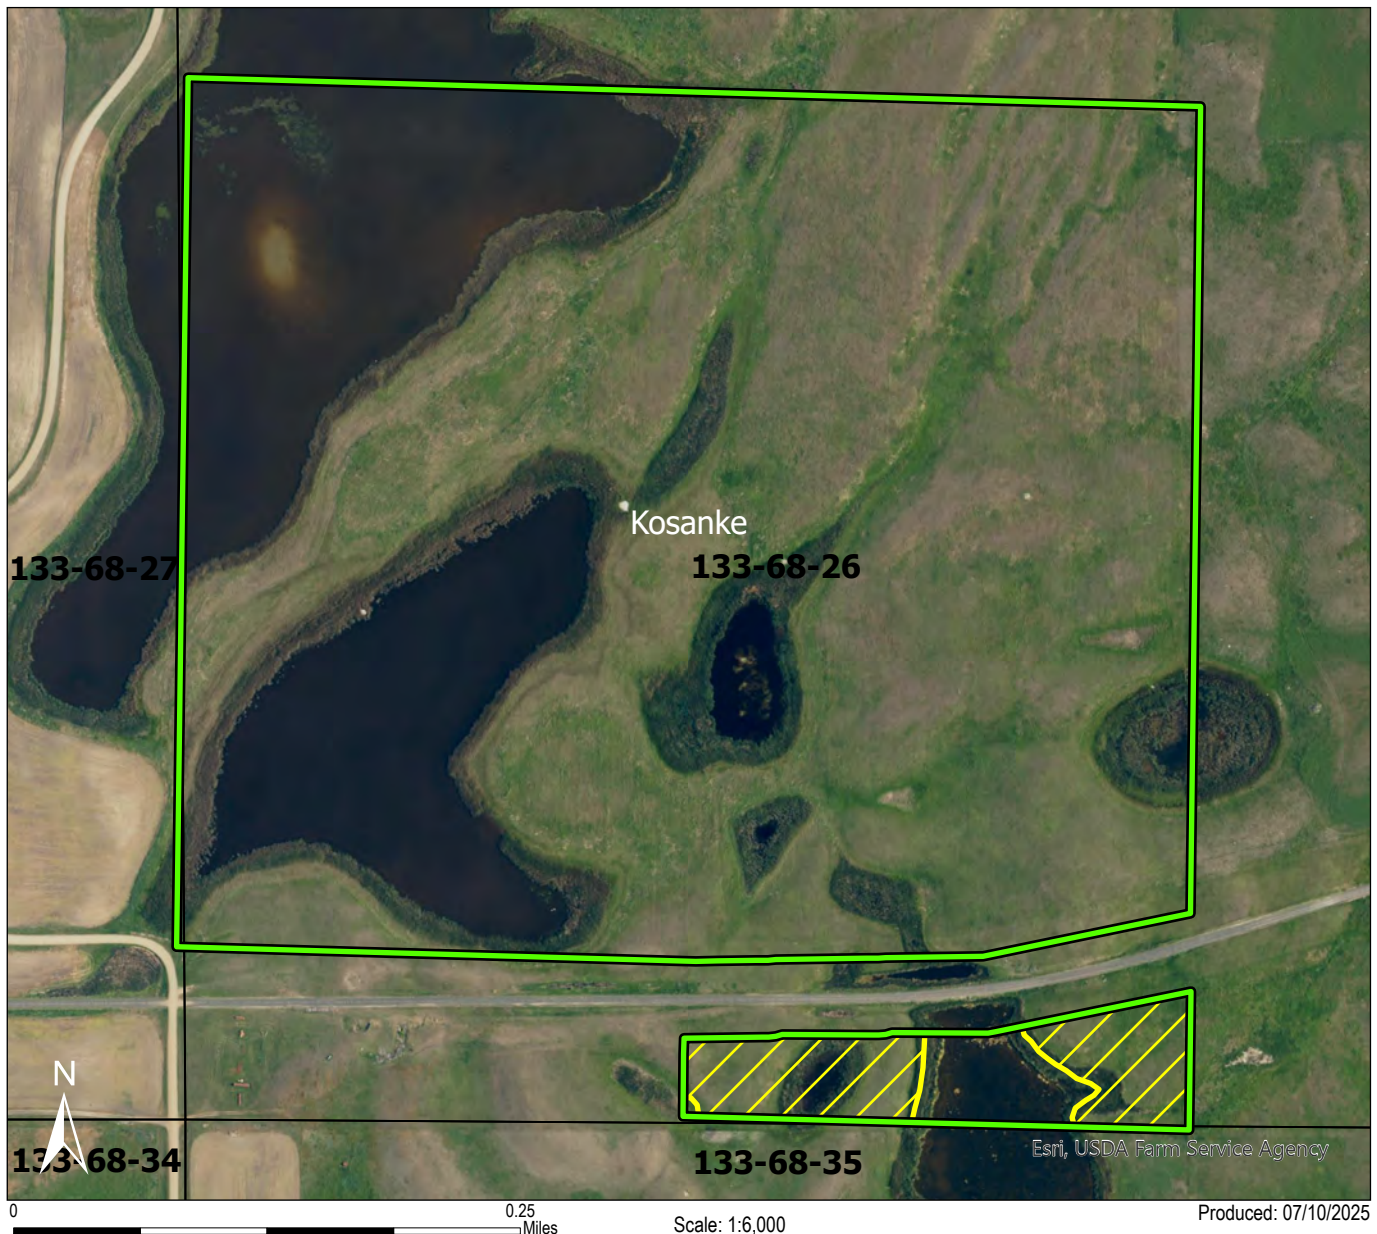 Kosanke
133-68-27
133-68-26
N
133-68-34
133-68-35
Esri, USDA Farm Service Agency
0
0.25
Miles
Scale: 1:6,000
Produced: 07/10/2025